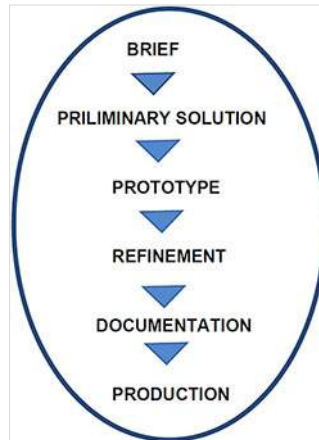 BRIEF
PRILIMINARY SOLUTION
PROTOTYPE
REFINEMENT
DOCUMENTATION
PRODUCTION